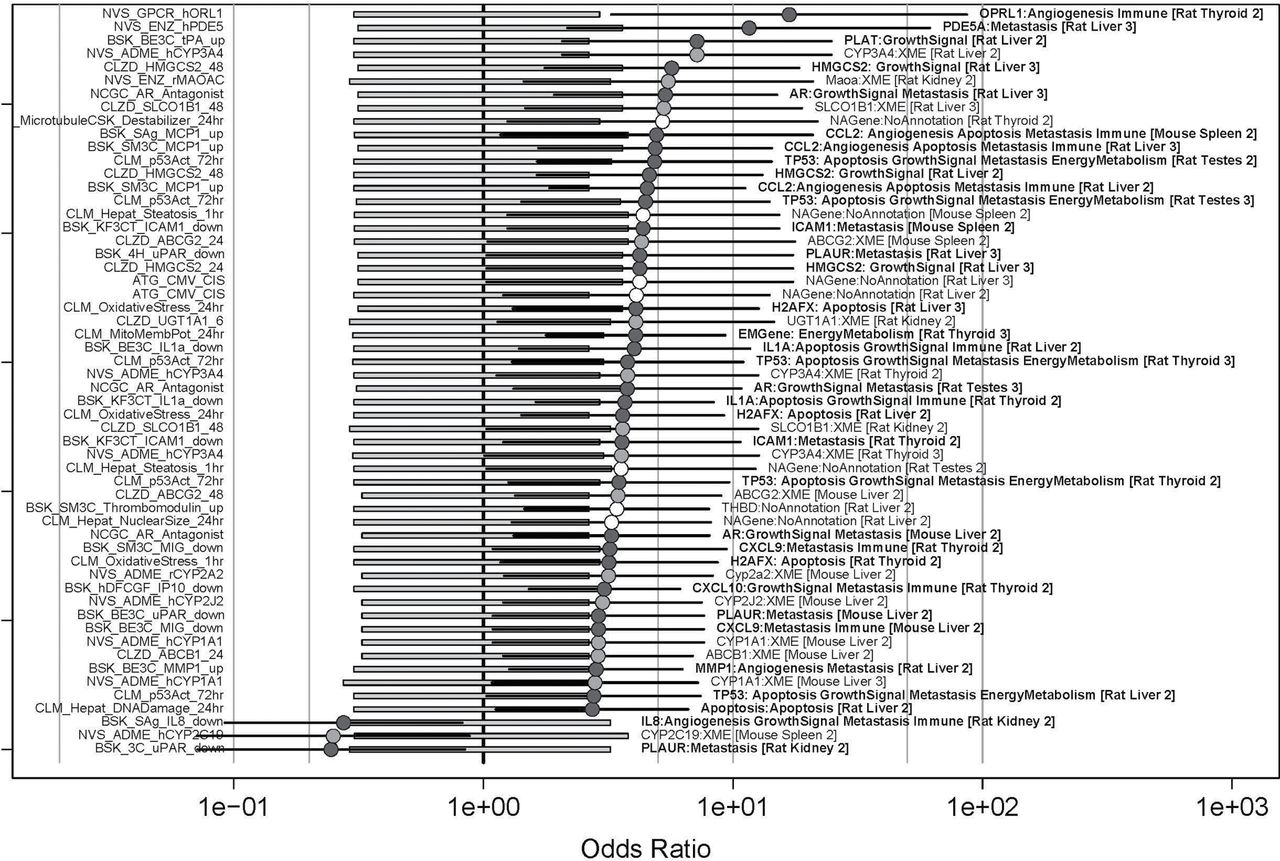 NVS_GPCR_hORL1 OPRL1:Angiogenesis Immune [Rat Thyroid 2]
NVS_ENZ_hPDE5 PDE5A:Metastasis [Rat Liver 3]
BSK_BE3C_tPA_up PLAT:GrowthSignal [Rat Liver 2]
NVS_ADME_hCYP3A4 CYP3A4:XME [Rat Liver 2]
CLZD_HMGCS2_48 HMGCS2: GrowthSignal [Rat Liver 3]
NVS_ENZ_rMAOAC Maoa:XME [Rat Kidney 2]
NCGC_AR_Antagonist AR:GrowthSignal Metastasis [Rat Liver 3]
CLZD_SLCO1B1_48 SLCO1B1:XME [Rat Liver 3]
_MicrotubuleCSK_Destabilizer_24hr NAGene:NoAnnotation [Rat Thyroid 2]
BSK_SAg_MCP1_up CCL2: Angiogenesis Apoptosis Metastasis Immune [Mouse Spleen 2]
BSK_SM3C_MCP1_up CCL2:Angiogenesis Apoptosis Metastasis Immune [Rat Liver 3]
CLM_p53Act_72hr TP53: Apoptosis GrowthSignal Metastasis EnergyMetabolism [Rat Testes 2]
CLZD_HMGCS2_48 HMGCS2: GrowthSignal [Rat Liver 2]
BSK_SM3C_MCP1_up CCL2:Angiogenesis Apoptosis Metastasis Immune [Rat Liver 2]
CLM_p53Act_72hr TP53: Apoptosis GrowthSignal Metastasis EnergyMetabolism [Rat Testes 3]
CLM_Hepat_Steatosis_1hr NAGene:NoAnnotation [Mouse Spleen 2]
BSK_KF3CT_ICAM1_down ICAM1:Metastasis [Mouse Spleen 2]
CLZD_ABCG2_24 ABCG2:XME [Mouse Spleen 2]
BSK_4H_uPAR_down PLAUR:Metastasis [Rat Liver 3]
CLZD_HMGCS2_24 HMGCS2: GrowthSignal [Rat Liver 3]
ATG_CMV_CIS NAGene:NoAnnotation [Rat Liver 3]
ATG_CMV_CIS NAGene:NoAnnotation [Rat Liver 2]
CLM_OxidativeStress_24hr H2AFX: Apoptosis [Rat Liver 3]
CLZD_UGT1A1_6 UGT1A1:XME [Rat Kidney 2]
CLM_MitoMembPot_24hr EMGene: EnergyMetabolism [Rat Thyroid 3]
BSK_BE3C_IL1a_down IL1A:Apoptosis GrowthSignal Immune [Rat Liver 2]
CLM_p53Act_72hr TP53: Apoptosis GrowthSignal Metastasis EnergyMetabolism [Rat Thyroid 3]
NVS_ADME_hCYP3A4 CYP3A4:XME [Rat Thyroid 2]
NCGC_AR_Antagonist AR:GrowthSignal Metastasis [Rat Testes 3]
BSK_KF3CT_IL1a_down IL1A:Apoptosis GrowthSignal Immune [Rat Thyroid 2]
CLM_OxidativeStress_24hr H2AFX: Apoptosis [Rat Liver 2]
CLZD_SLCO1B1_48 SLCO1B1:XME [Rat Kidney 2]
BSK_KF3CT_ICAM1_down ICAM1:Metastasis [Rat Thyroid 2]
NVS_ADME_hCYP3A4 CYP3A4:XME [Rat Thyroid 3]
CLM_Hepat_Steatosis_1hr NAGene:NoAnnotation [Rat Testes 2]
CLM_p53Act_72hr TP53: Apoptosis GrowthSignal Metastasis EnergyMetabolism [Rat Thyroid 2]
CLZD_ABCG2_48 ABCG2:XME [Mouse Liver 2]
BSK_SM3C_Thrombomodulin_up THBD:NoAnnotation [Rat Liver 2]
CLM_Hepat_NuclearSize_24hr NAGene:NoAnnotation [Rat Liver 2]
NCGC_AR_Antagonist AR:GrowthSignal Metastasis [Mouse Liver 2]
BSK_SM3C_MIG_down CXCL9:Metastasis Immune [Rat Thyroid 2]
CLM_OxidativeStress_1hr H2AFX: Apoptosis [Rat Thyroid 2]
NVS_ADME_rCYP2A2 Cyp2a2:XME [Mouse Liver 2]
BSK_hDFCGF_IP10_down CXCL10:GrowthSignal Metastasis Immune [Rat Thyroid 2]
NVS_ADME_hCYP2J2 CYP2J2:XME [Mouse Liver 2]
BSK_BE3C_uPAR_down PLAUR:Metastasis [Mouse Liver 2]
BSK_BE3C_MIG_down CXCL9:Metastasis Immune [Mouse Liver 2]
NVS_ADME_hCYP1A1 CYP1A1:XME [Mouse Liver 2]
CLZD_ABCB1_24 ABCB1:XME [Mouse Liver 2]
BSK_BE3C_MMP1_up MMP1:Angiogenesis Metastasis [Rat Liver 2]
NVS_ADME_hCYP1A1 CYP1A1:XME [Mouse Liver 3]
CLM_p53Act_72hr TP53: Apoptosis GrowthSignal Metastasis EnergyMetabolism [Rat Liver 2]
CLM_Hepat_DNADamage_24hr Apoptosis:Apoptosis [Rat Liver 2]
BSK_SAg_IL8_down IL8:Angiogenesis GrowthSignal Metastasis Immune [Rat Kidney 2]
NVS_ADME_hCYP2C19 CYP2C19:XME [Mouse Spleen 2]
BSK_3C_uPAR_down PLAUR:Metastasis [Rat Kidney 2]
1e−01 1e+00 1e+01 1e+02 1e+03
Odds Ratio